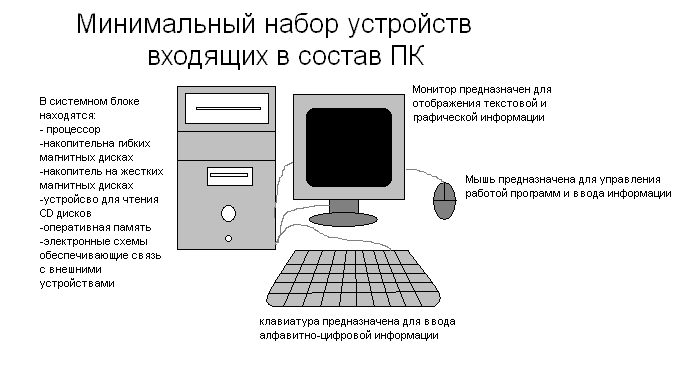 Минимальный набор устройств
входящих в состав ПК
В системном блоке
находятся:
- процессор
-накопительна гибких
магнитных дисках
-накопитель на жестких
магнитных дисках
-устройсво для чтения
CD дисков
-оперативная память
-электронные схемы
обеспечивающие связь
с внешними
устройствами
Монитор предназначен для
отображения текстовой и
графической информации
Мышь предназначена для управления
работой программ и ввода информации
клавиатура предназначена для ввода
алфавитно-цифровой информации